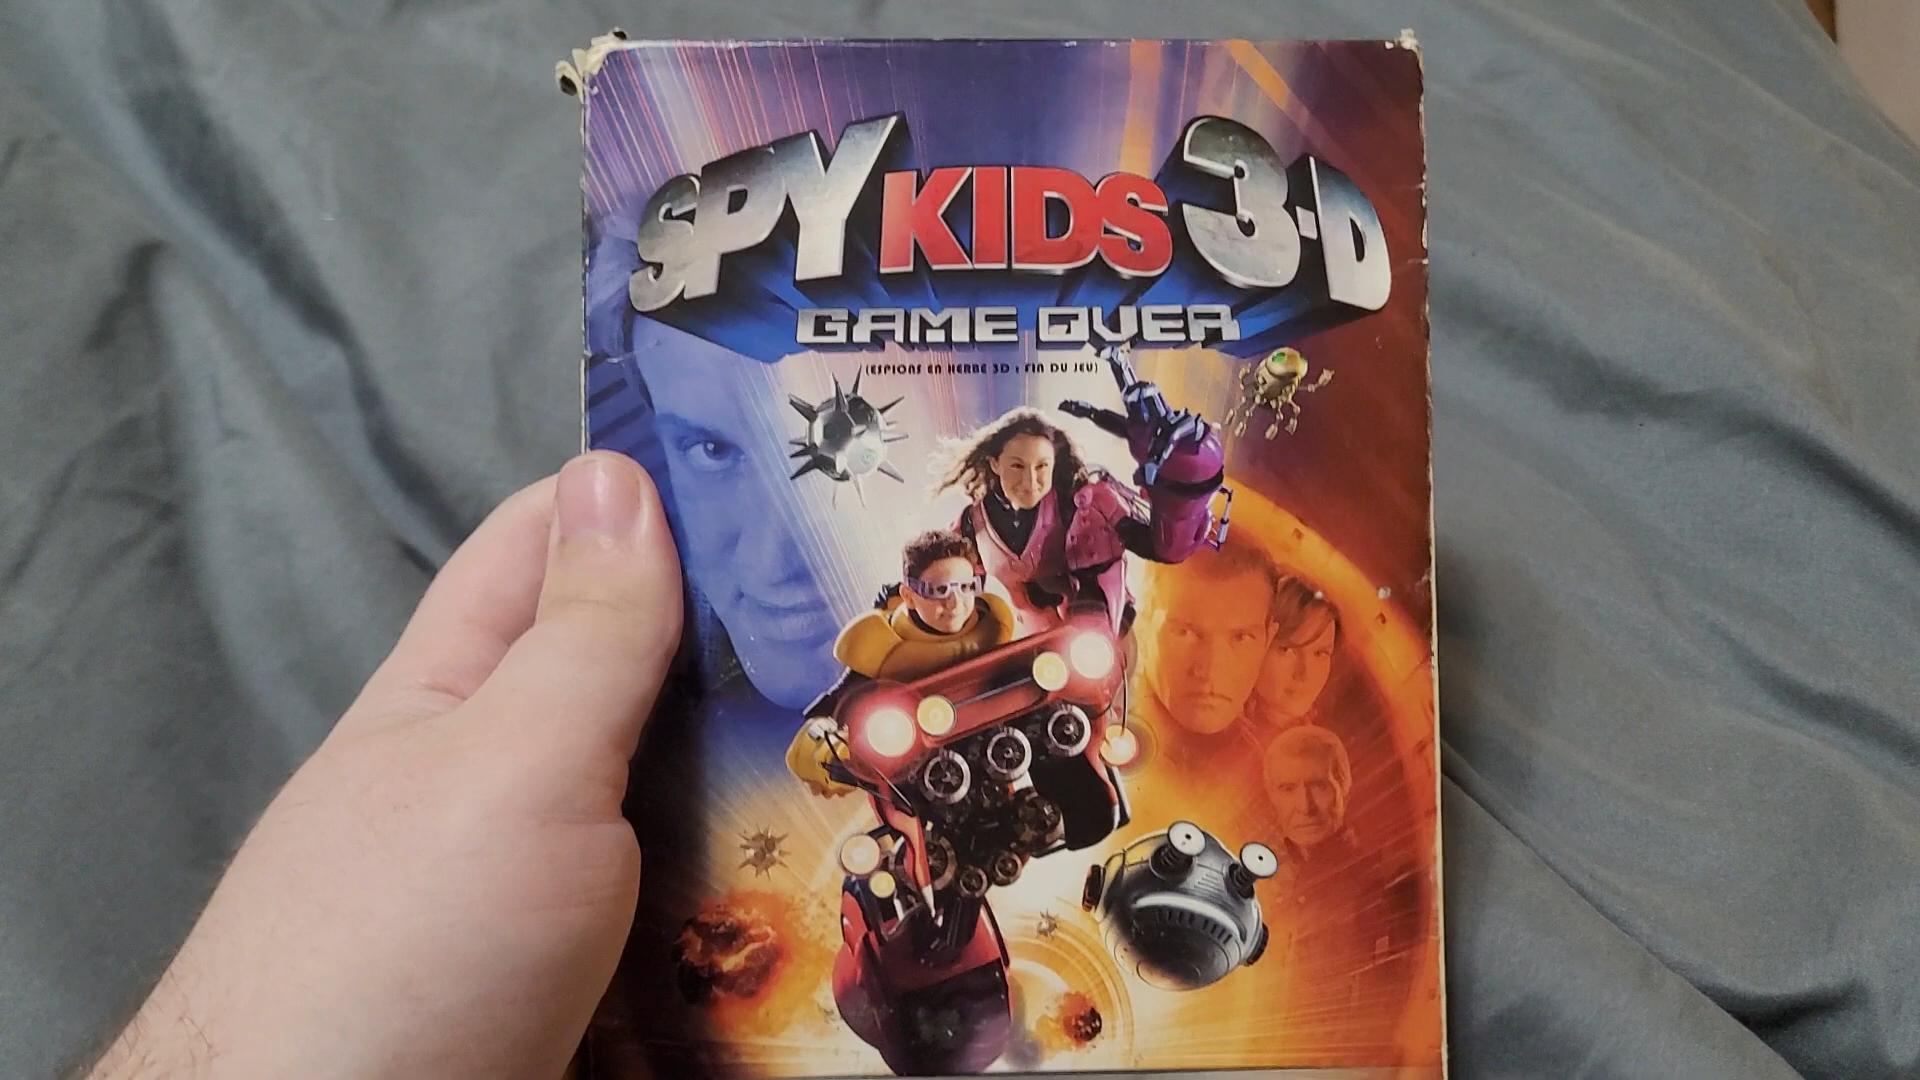 SPY KIDS 3-D
GAME OVER
(ESPIONS EN HERBE 3D : FIN DU JEU)